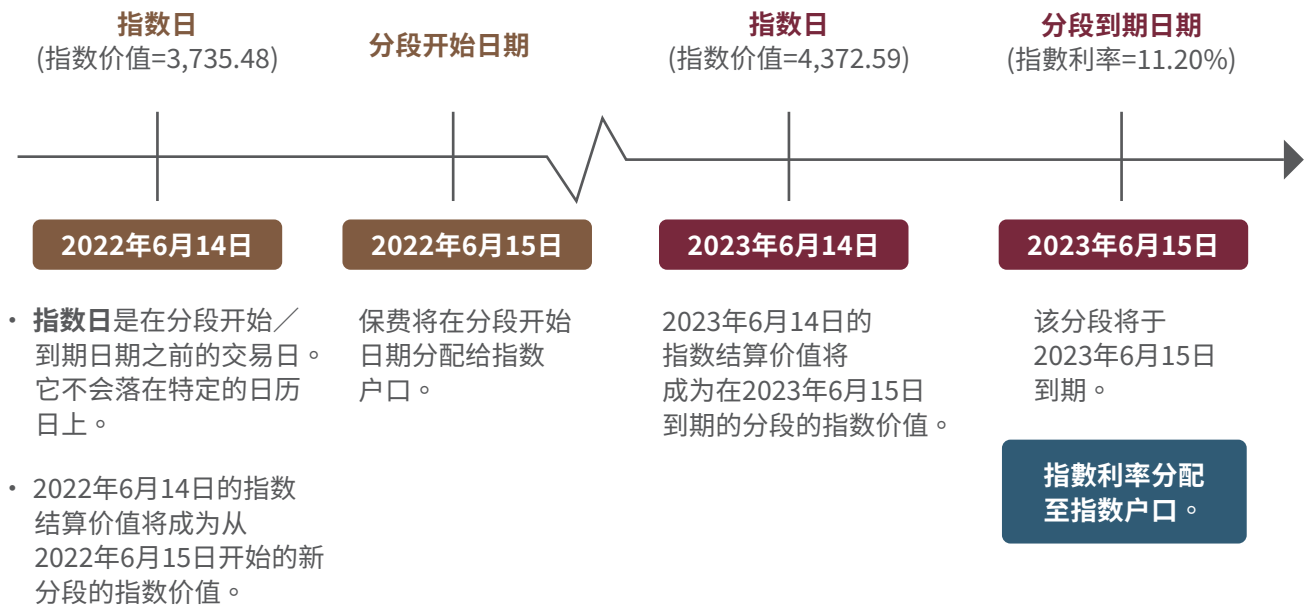 指数日
(指数价值=3,735.48)
分段开始日期
指数日
(指数价值=4,372.59)
分段到期日期
(指數利率=11.20%)
2022年6月14日
2022年6月15日
2023年6月14日
2023年6月15日
• 指数日是在分段开始／
到期日期之前的交易日。
它不会落在特定的日历
日上。
• 2022年6月14日的指数
结算价值将成为从
2022年6月15日开始的新
分段的指数价值。
保费将在分段开始
日期分配给指数
户口。
2023年6月14日的
指数结算价值将
成为在2023年6月15日
到期的分段的指数价值。
该分段将于
2023年6月15日
到期。
指數利率分配
至指数户口。